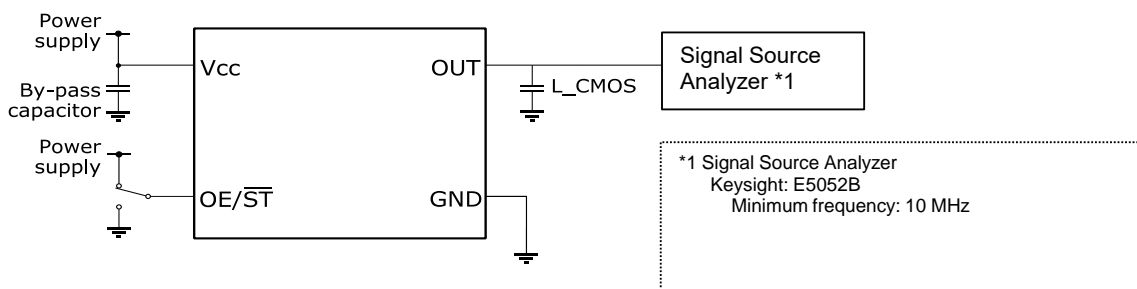 Power
supply
Vcc
By-pass
capacitor
Power
supply
OE/ST
OUT
GND
L_CMOS
Signal Source
Analyzer *1
*1 Signal Source Analyzer
Keysight: E5052B
Minimum frequency: 10 MHz